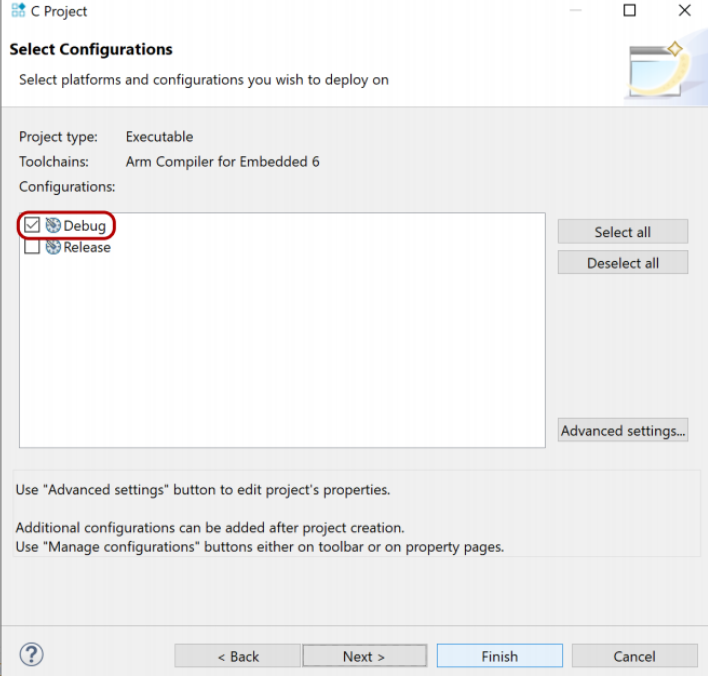 C Project
Select Configurations
Select platforms and configurations you wish to deploy on
Project type: Executable
Toolchains: Arm Compiler for Embedded 6
Configurations:
Debug
Release
Select all
Deselect all
Advanced settings...
Use "Advanced settings" button to edit project's properties.
Additional configurations can be added after project creation.
Use "Manage configurations" buttons either on toolbar or on property pages.
?
< Back Next > Finish Cancel